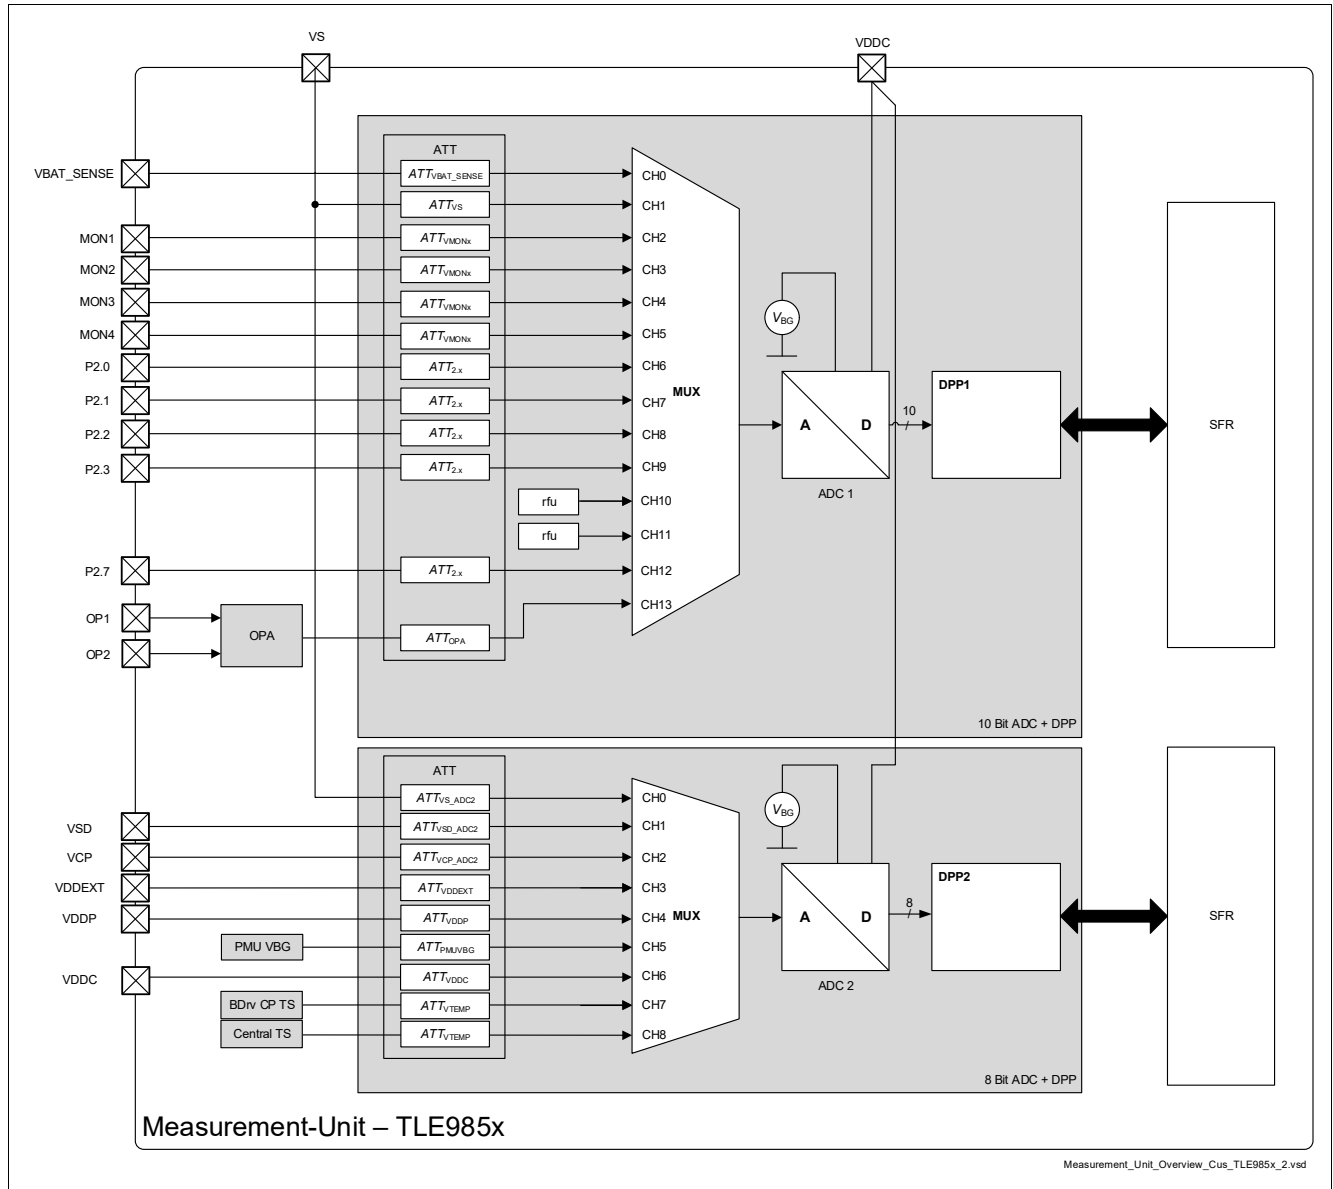 VS
VDDC
ATT
VBAT_SENSE
ATTVBAT_SENSE
CH0
ATTVS
CH1
MON1
ATTVMONx
CH2
MON2
ATTVMONx
CH3
MON3
ATTVMONx
CH4
MON4
ATTVMONx
CH5
VBG
P2.0
ATT2.x
CH6
P2.1
ATT2.x
CH7
MUX
DPP1
P2.2
ATT2.x
CH8
A
D
10
SFR
P2.3
ATT2.x
CH9
ADC 1
rfu
CH10
rfu
CH11
P2.7
ATT2.x
CH12
CH13
OP1
OP2
OPA
ATTOPA
10 Bit ADC + DPP
ATT
ATTVS_ADC2
CH0
VBG
VSD
ATTVSD_ADC2
CH1
VCP
ATTVCP_ADC2
CH2
VDDEXT
ATTVDDEXT
CH3
DPP2
VDDP
ATTVDDP
CH4
MUX
A
D
8
SFR
PMU VBG
ATTPMUVBG
CH5
VDDC
ATTVDDC
CH6
ADC 2
BDrv CP TS
ATTVTEMP
CH7
Central TS
ATTVTEMP
CH8
8 Bit ADC + DPP
Measurement-Unit – TLE985x
Measurement_Unit_Overview_Cus_TLE985x_2.vsd